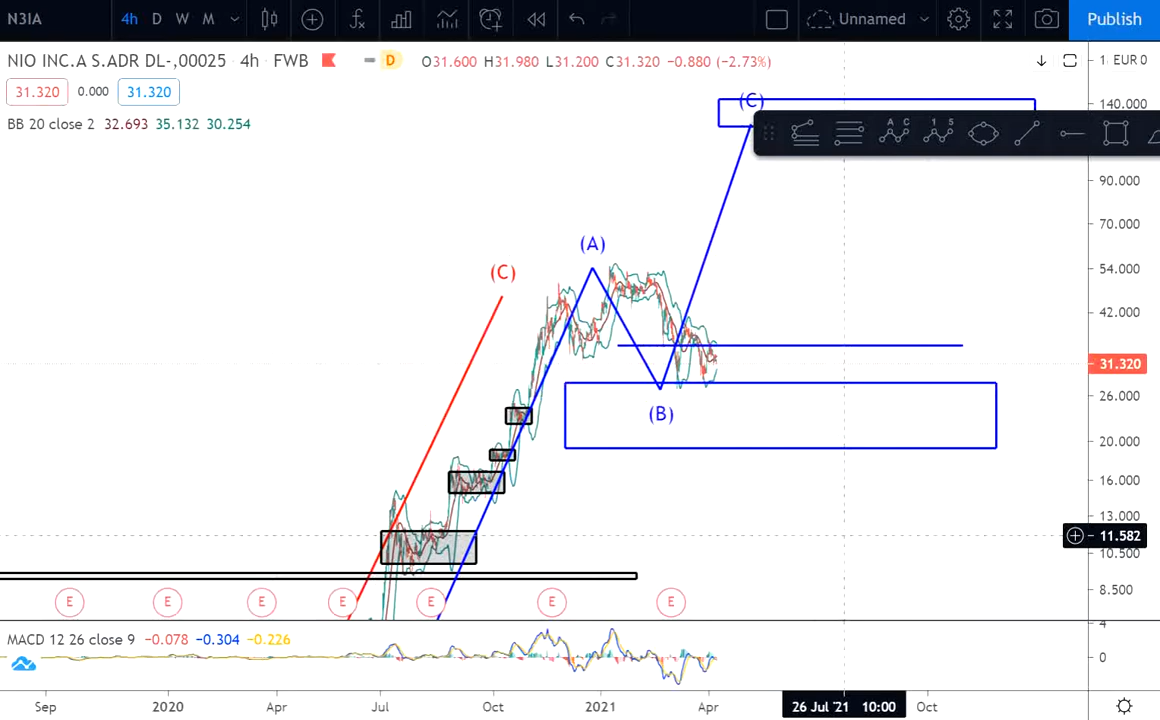 N3IA 4h D W M Unnamed Publish
NIO INC.A S.ADR DL-,00025 4h FWB D O31.600 H31.980 L31.200 C31.320 −0.880 (−2.73%) 1 EUR 0
31.320 0.000 31.320
BB 20 close 2 32.693 35.132 30.254
(C)
140.000
A C 1 5
90.000
70.000
(A)
(C)
54.000
42.000
31.320
26.000
(B)
20.000
16.000
13.000
11.582
10.500
8.500
E E E E E E E
4
MACD 12 26 close 9 −0.078 −0.304 −0.226
0
Sep 2020 Apr Jul Oct 2021 Apr 26 Jul '21 10:00 Oct